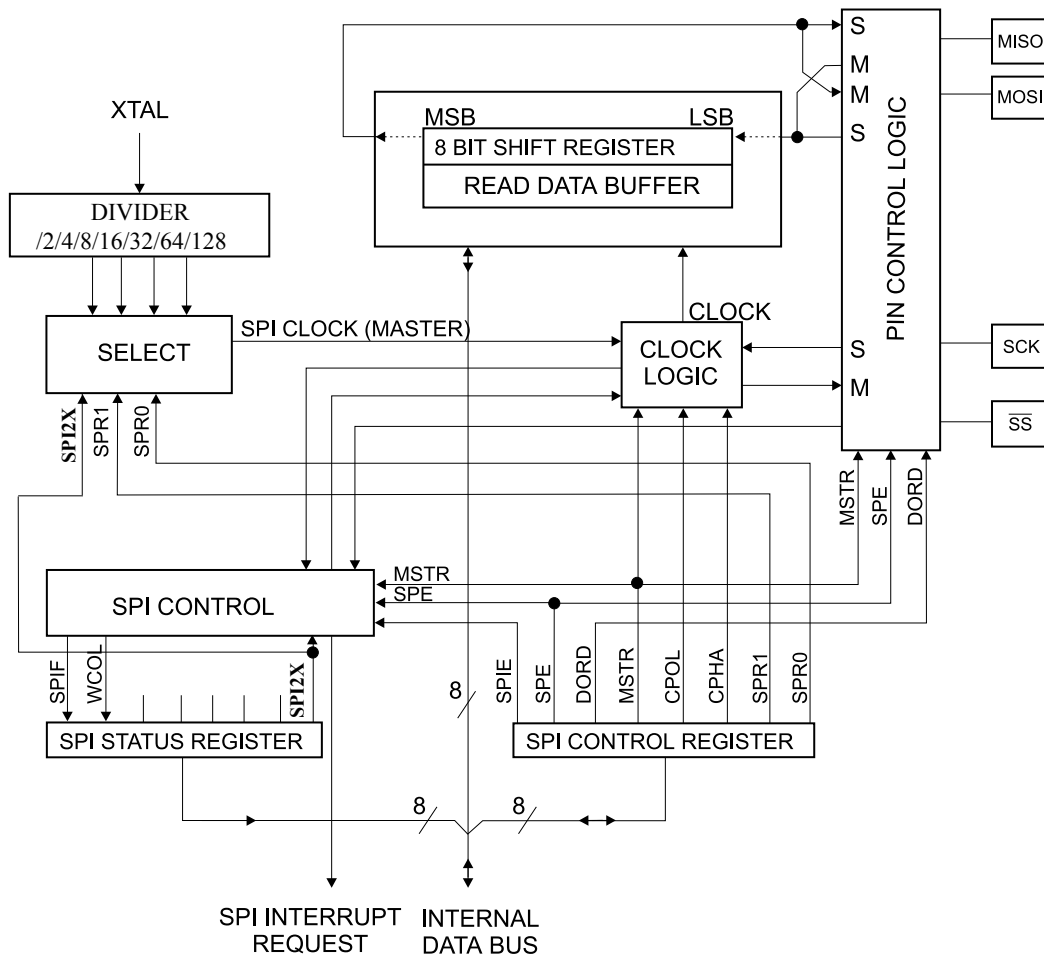 S
MISO
M
M
MOSI
XTAL
MSB
LSB
S
8 BIT SHIFT REGISTER
READ DATA BUFFER
PIN CONTROL LOGIC
DIVIDER
/2/4/8/16/32/64/128
SPI CLOCK (MASTER)
CLOCK
SELECT
CLOCK
LOGIC
S
M
SCK
SS
SPI2X
SPR1
SPR0
MSTR
SPE
DORD
MSTR
SPE
SPI CONTROL
SPIF
WCOL
SPI2X
SPIE
SPE
DORD
MSTR
CPOL
CPHA
SPR1
SPR0
8
SPI STATUS REGISTER
SPI CONTROL REGISTER
8
8
SPI INTERRUPT
REQUEST
INTERNAL
DATA BUS